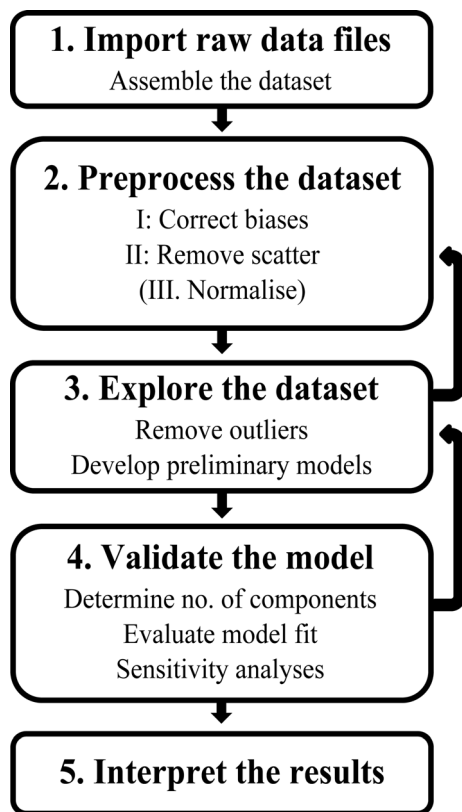 1. Import raw data files
Assemble the dataset
2. Preprocess the dataset
I: Correct biases
II: Remove scatter
(III. Normalise)
3. Explore the dataset
Remove outliers
Develop preliminary models
4. Validate the model
Determine no. of components
Evaluate model fit
Sensitivity analyses
5. Interpret the results